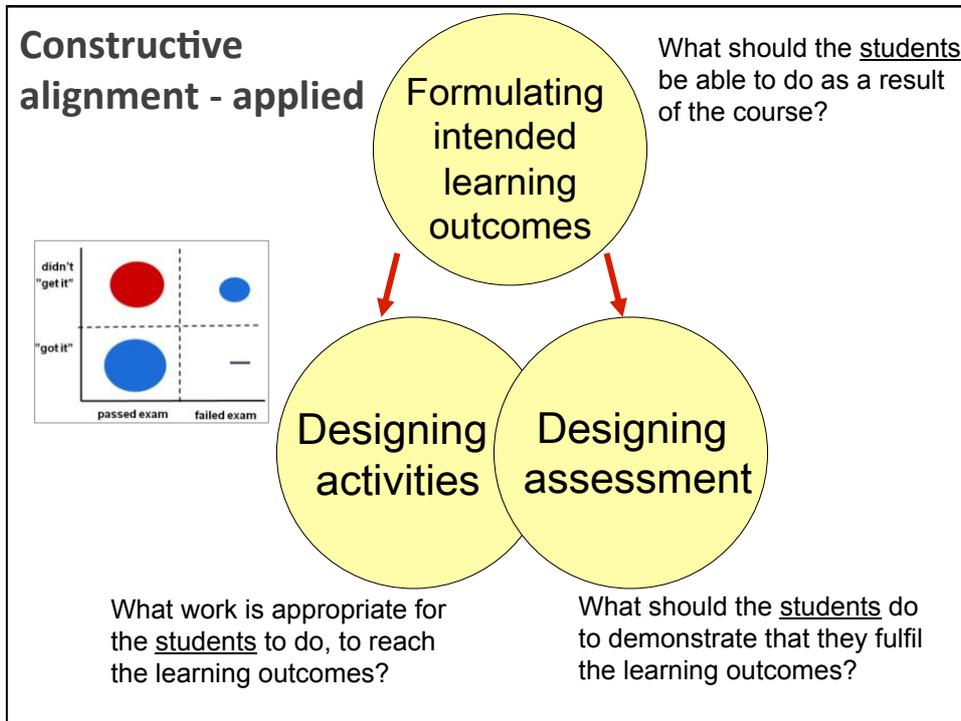 Constructive
alignment - applied
Formulating
intended
learning
outcomes
What should the students
be able to do as a result
of the course?
didn't
"get it"
"got it"
passed exam
failed exam
Designing
activities
Designing
assessment
What work is appropriate for
the students to do, to reach
the learning outcomes?
What should the students do
to demonstrate that they fulfil
the learning outcomes?